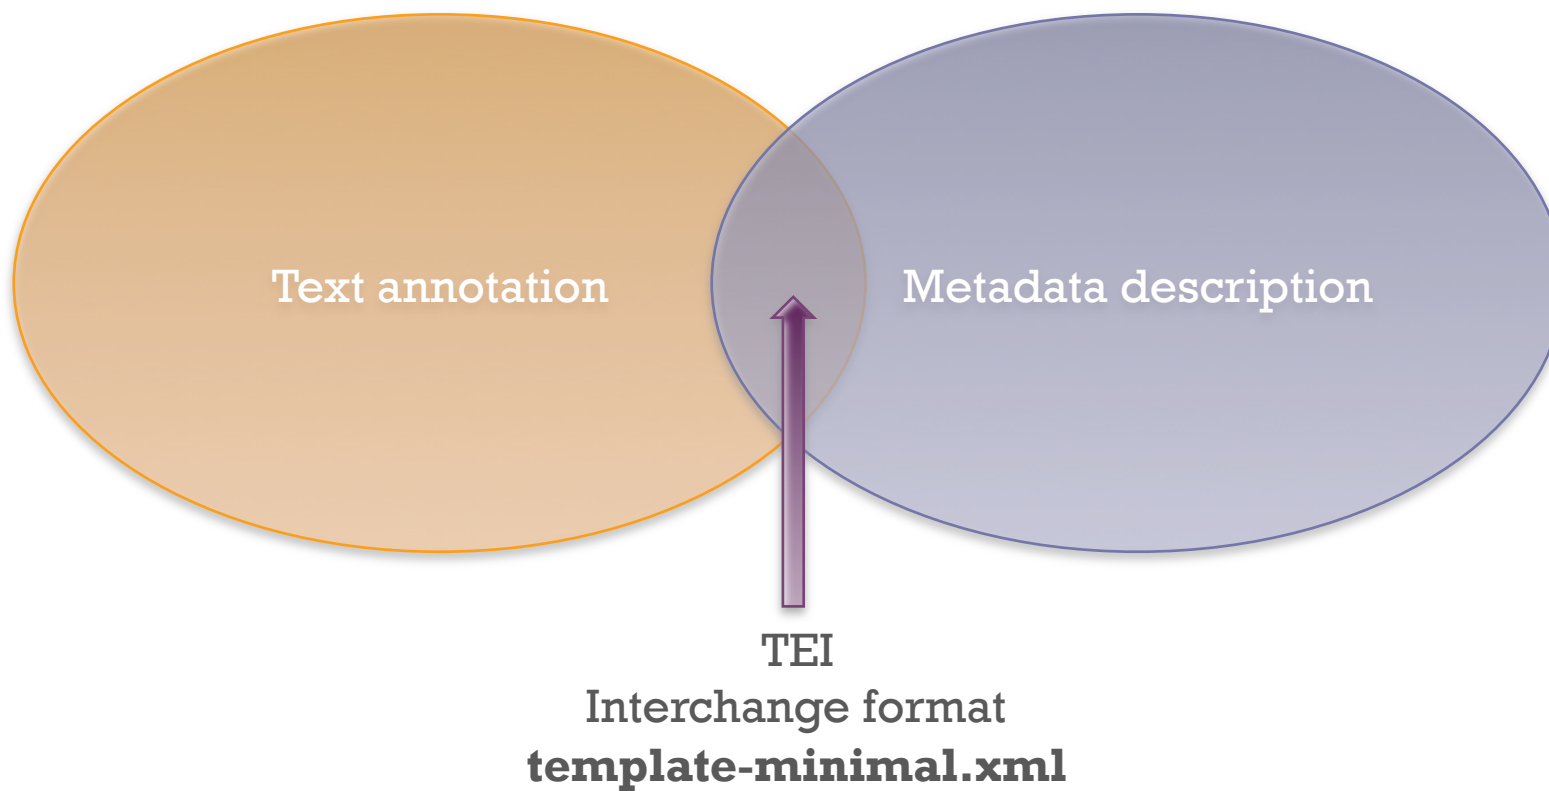 Text annotation
Metadata description
TEI
Interchange format
template-minimal.xml